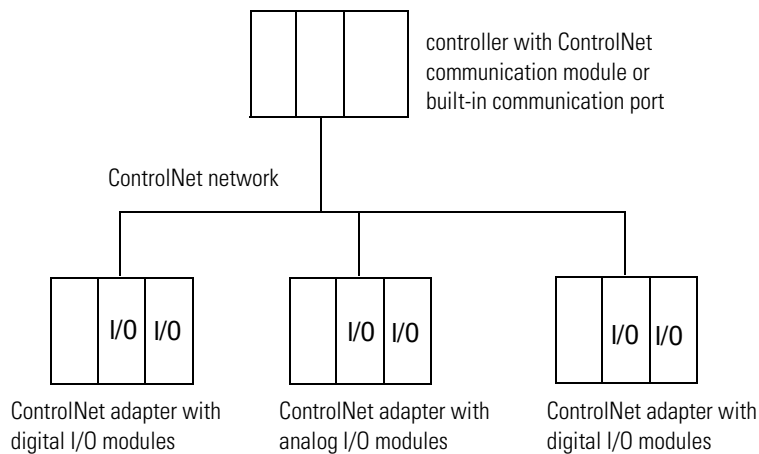 controller with ControlNet
communication module or
built-in communication port
ControlNet network
I/O I/O
I/O I/O
I/O I/O
ControlNet adapter with
digital I/O modules
ControlNet adapter with
analog I/O modules
ControlNet adapter with
digital I/O modules